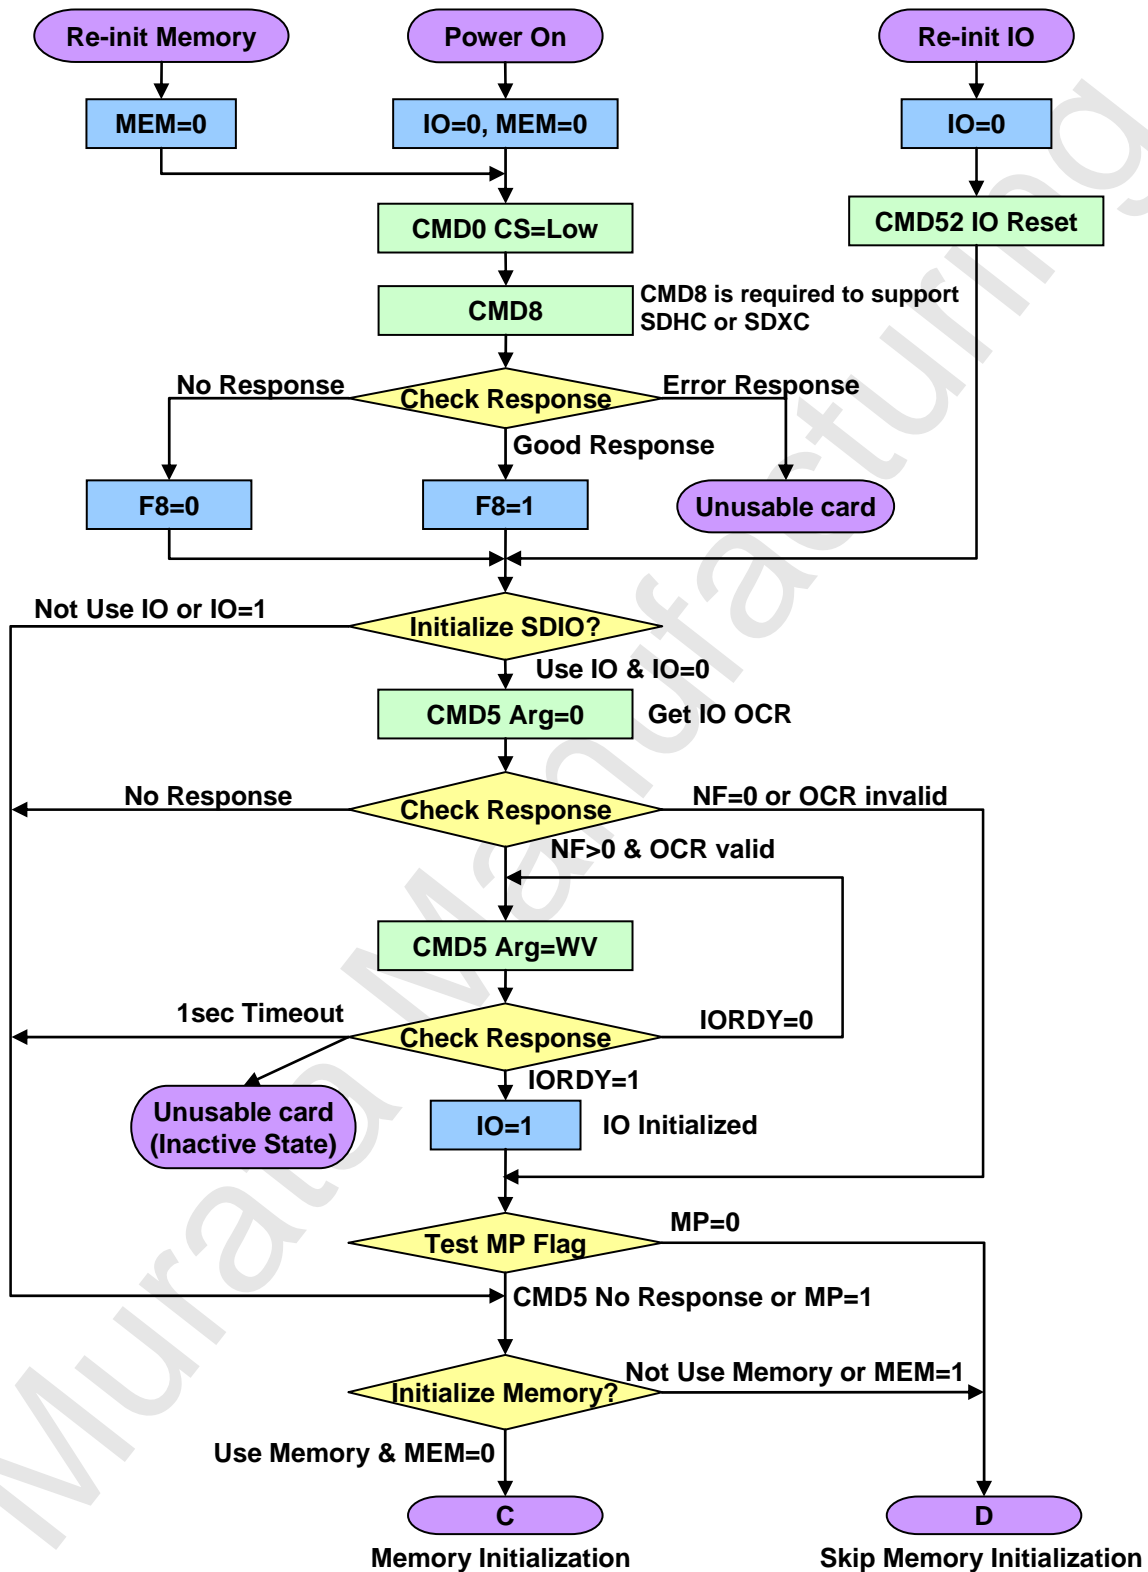 Re-init Memory
Power On
Re-init IO
MEM=0
IO=0, MEM=0
IO=0
CMD0 CS=Low
CMD52 IO Reset
CMD8
CMD8 is required to support
SDHC or SDXC
No Response
Check Response
Error Response
Good Response
F8=0
F8=1
Unusable card
Not Use IO or IO=1
Initialize SDIO?
Use IO & IO=0
CMD5 Arg=0
Get IO OCR
No Response
Check Response
NF=0 or OCR invalid
NF>0 & OCR valid
CMD5 Arg=WV
1sec Timeout
Check Response
IORDY=0
IORDY=1
Unusable card
(Inactive State)
IO=1
IO Initialized
Test MP Flag
MP=0
CMD5 No Response or MP=1
Initialize Memory?
Not Use Memory or MEM=1
Use Memory & MEM=0
C
D
Memory Initialization
Skip Memory Initialization
Murata Manufacturing